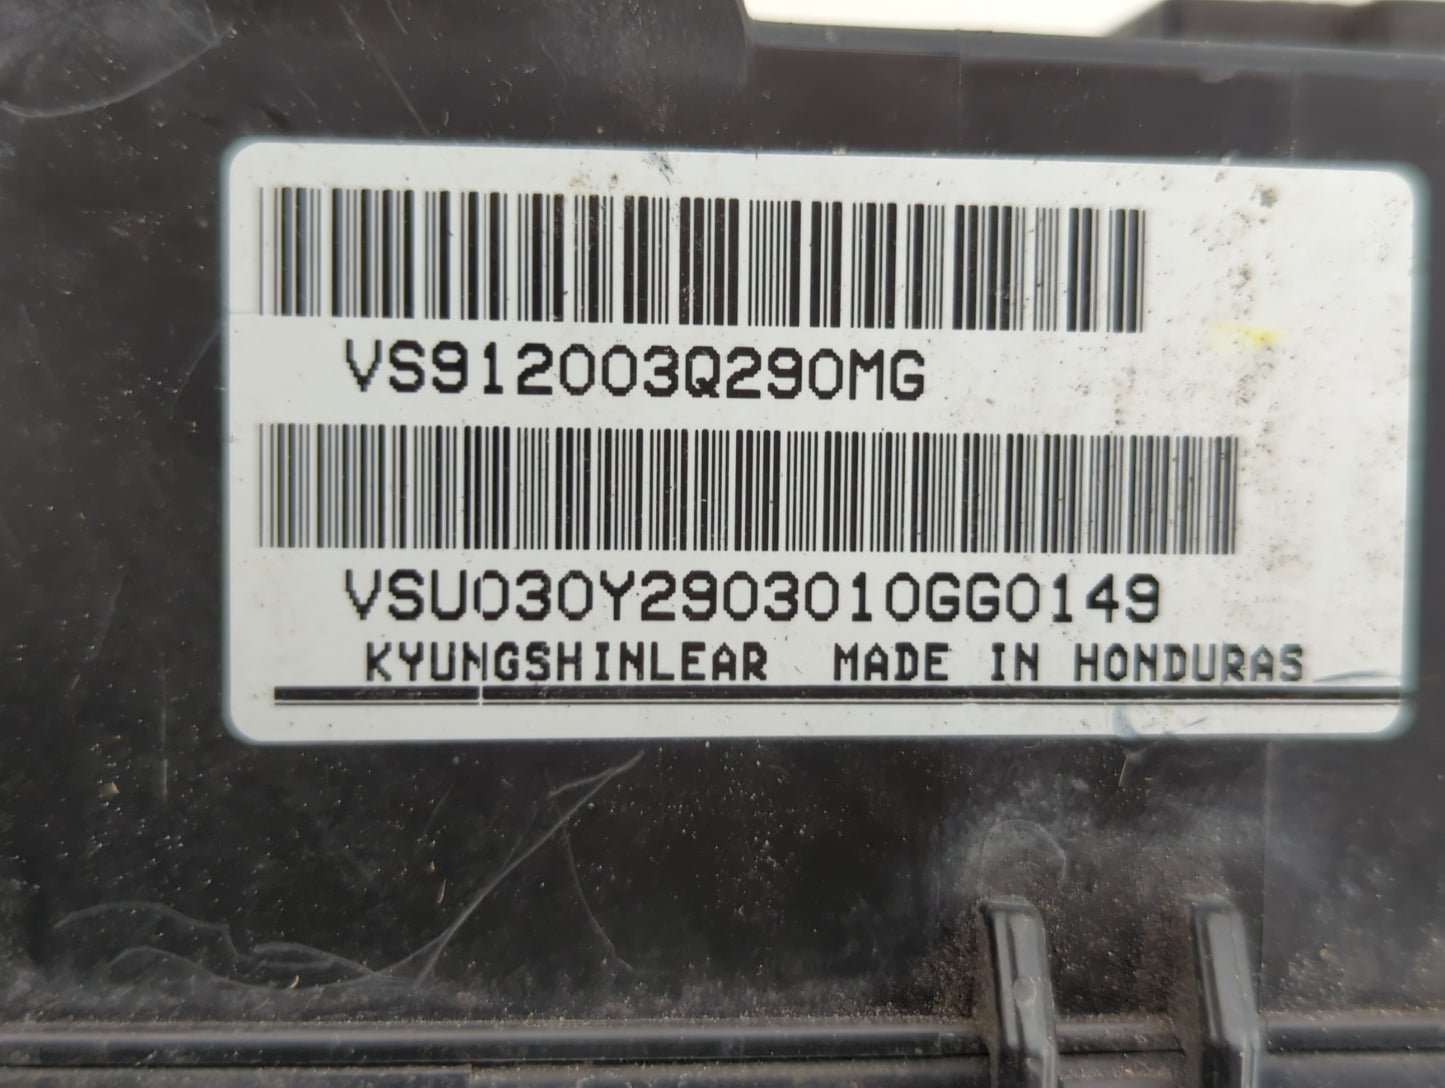 VS912003Q290MG
VSU030Y2903010GG0149
KYUNGSHINLEAR MADE IN HONDURAS